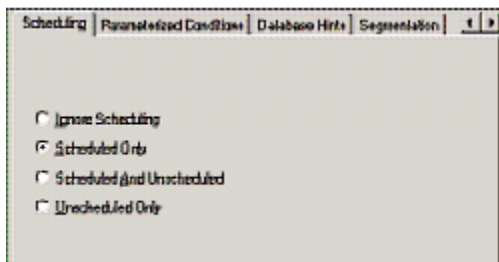 Scheduling Parameterized Conditions Database Hints Segmentation
Ignore Scheduling
Scheduled Only
Scheduled And Unscheduled
Unscheduled Only